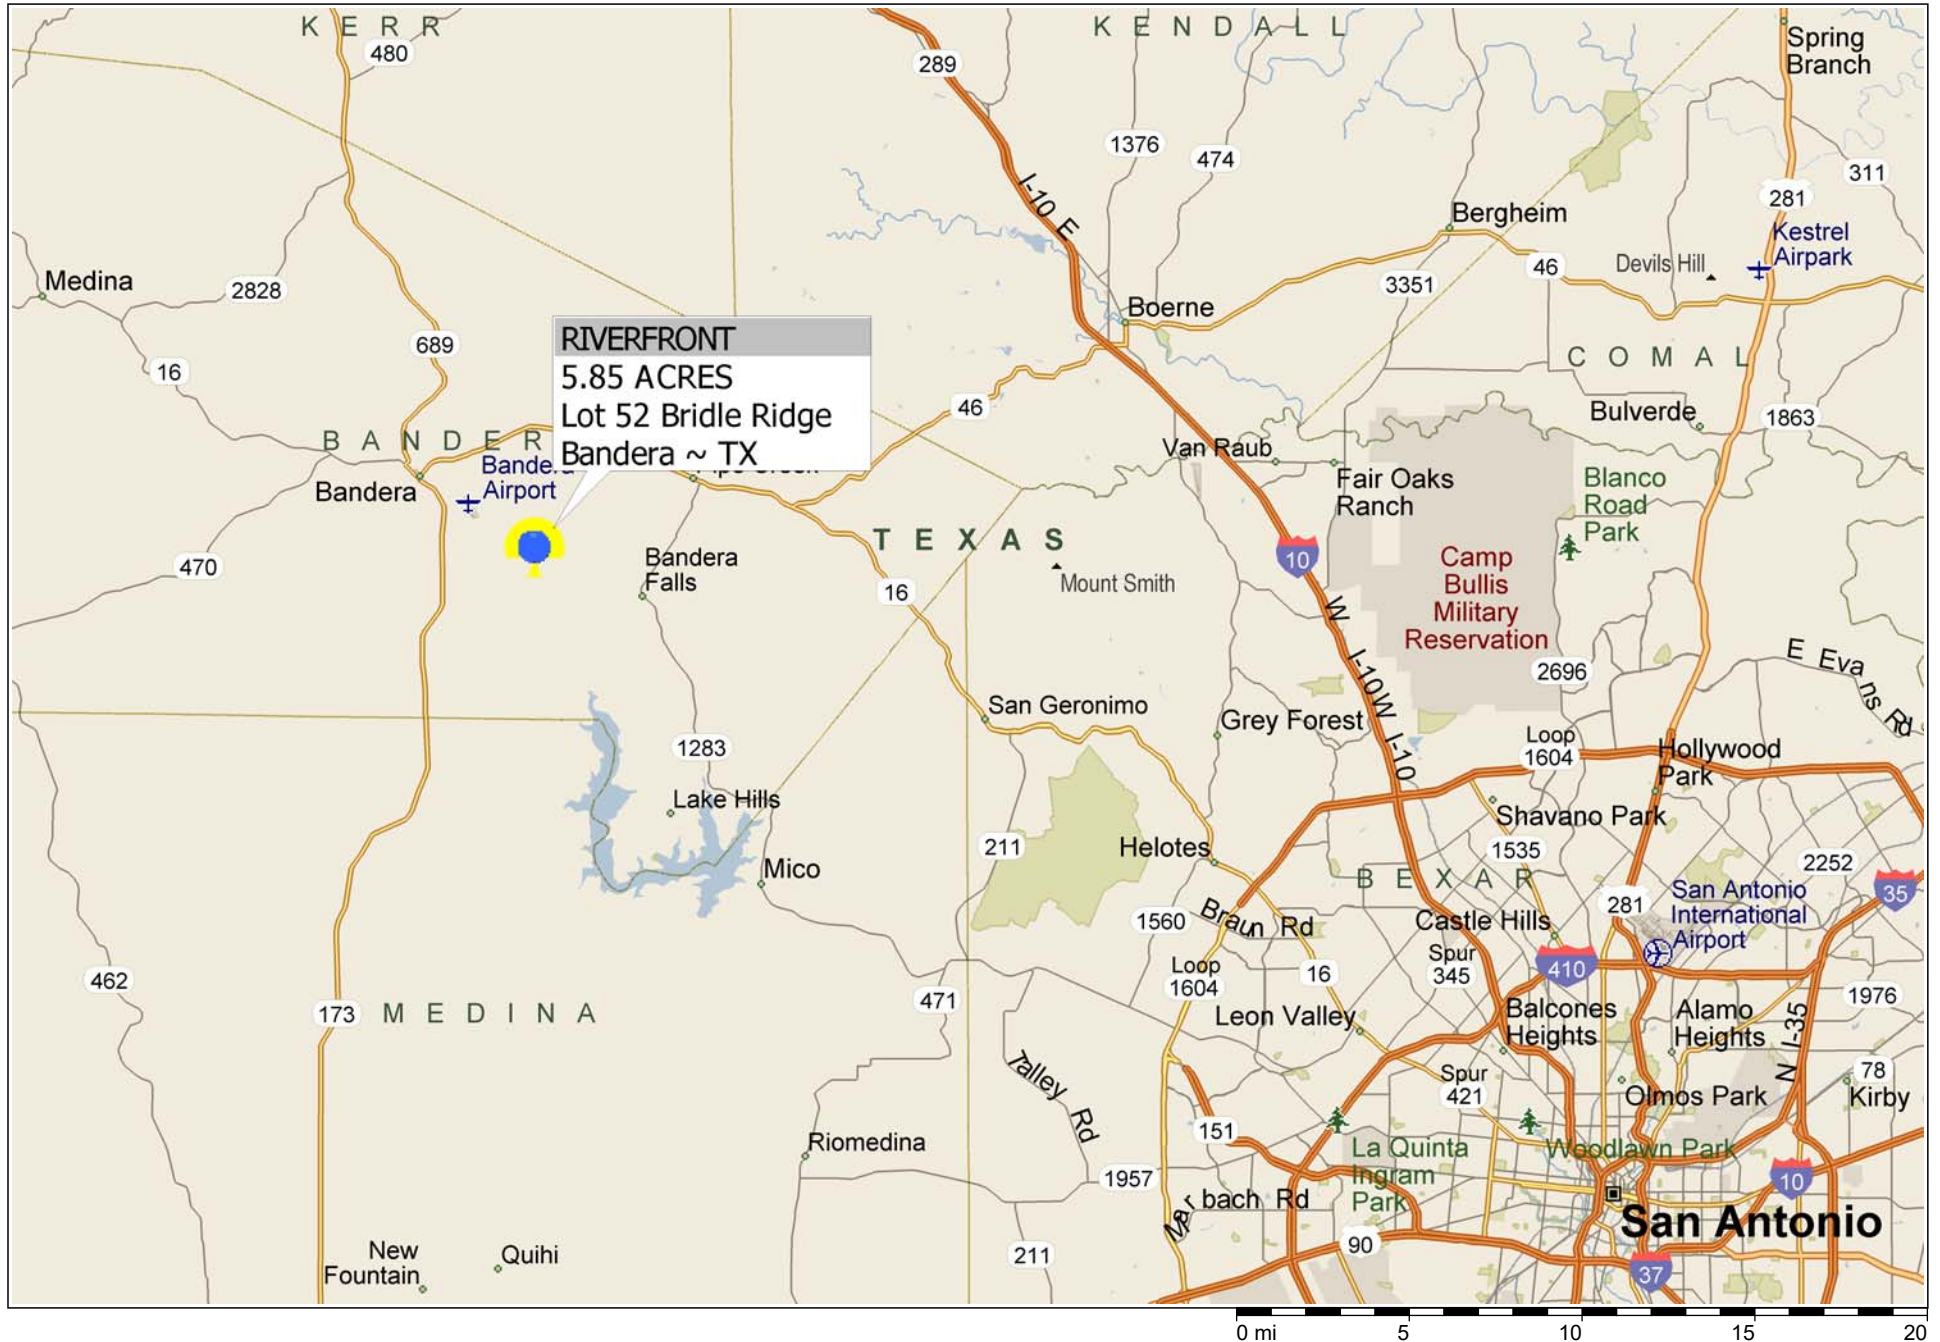 KERR
480
289
KENDALL
Spring
Branch
1376
474
311
281
I-10 E
Bergheim
Kestrel
Airpark
46
Devils Hill
Medina
2828
3351
Boerne
689
RIVERFRONT
5.85 ACRES
Lot 52 Bridle Ridge
Bandera ~ TX
16
COMAL
46
Bulverde
1863
BANDER
Van Raub
Bandera
Airport
Bandera
Fair Oaks
Ranch
Blanco
Road
Park
TEXAS
470
Bandera
Falls
16
Mount Smith
10
Camp
Bullis
Military
Reservation
W
I-10W
I-10
2696
E Evans Rd
San Geronimo
Grey Forest
1283
Loop
1604
Hollywood
Park
Lake Hills
Shavano Park
211
Helotes
1535
2252
Mico
BEXAR
35
281
San Antonio
International
Airport
1560
Braun Rd
Castle Hills
Spur
345
410
462
Loop
1604
16
471
1976
173
MEDINA
Leon Valley
Balcones
Heights
Alamo
Heights
N I-35
Talley Rd
Spur
421
78
Olmos Park
Kirby
151
Riomedina
La Quinta
Ingram
Park
Woodlawn Park
1957
10
Marbach Rd
San Antonio
New
Fountain
Quihi
211
90
37
0 mi 5 10 15 20